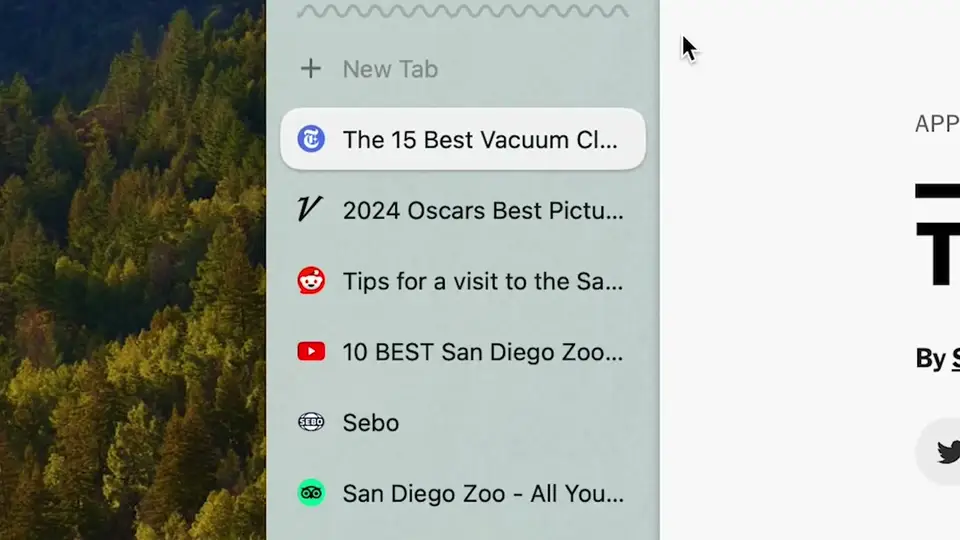 New Tab
The 15 Best Vacuum Cl...
2024 Oscars Best Pictu...
Tips for a visit to the Sa...
10 BEST San Diego Zoo...
SEBO
Sebo
San Diego Zoo - All You...
APP
T
By S